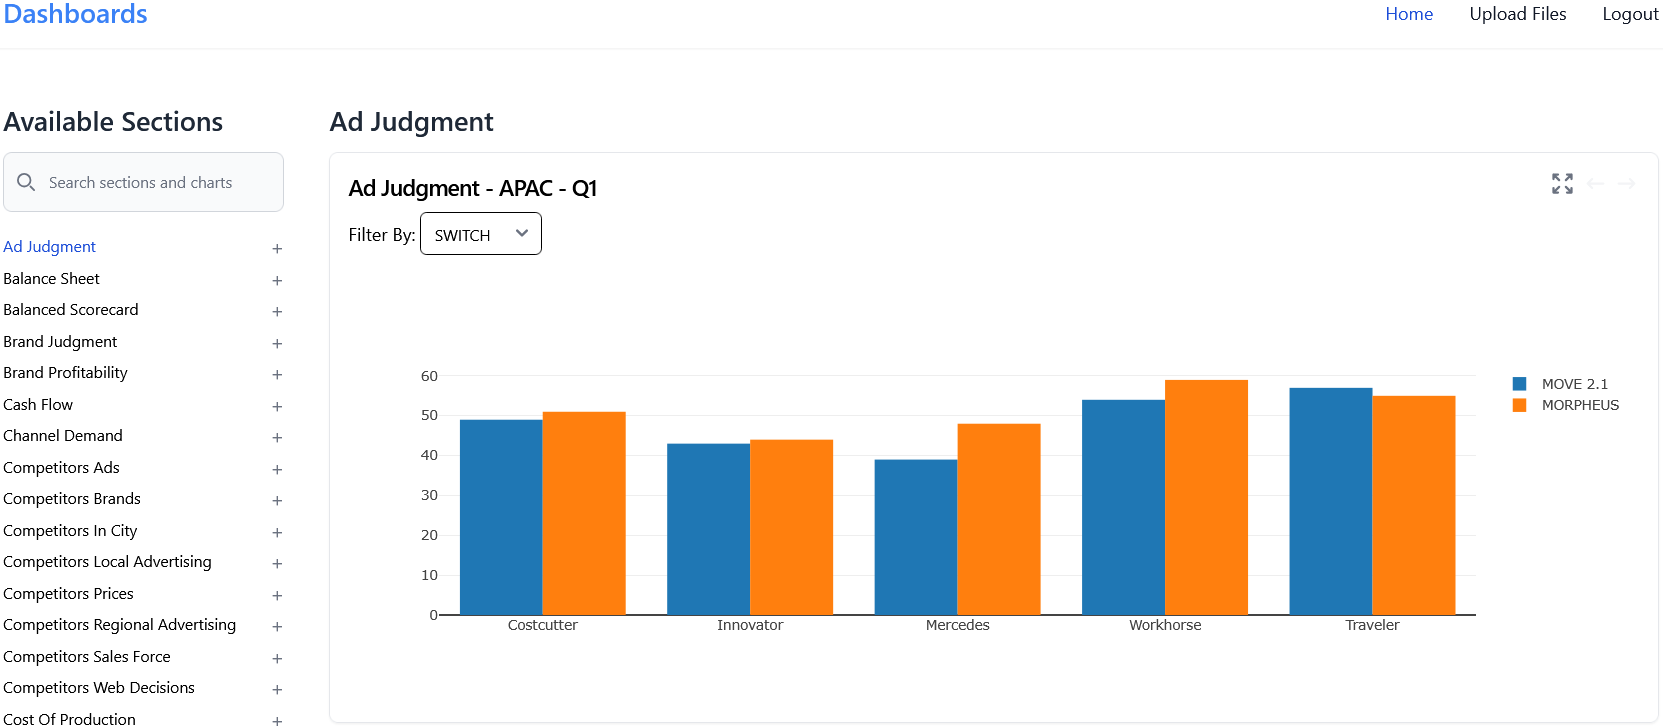 Dashboards
Home Upload Files Logout
Available Sections
Search sections and charts
Ad Judgment +
Balance Sheet +
Balanced Scorecard +
Brand Judgment +
Brand Profitability +
Cash Flow +
Channel Demand +
Competitors Ads +
Competitors Brands +
Competitors In City +
Competitors Local Advertising +
Competitors Prices +
Competitors Regional Advertising +
Competitors Sales Force +
Competitors Web Decisions +
Cost Of Production +
Ad Judgment
Ad Judgment - APAC - Q1
Filter By: SWITCH
60
50
40
30
20
10
0
Costcutter Innovator Mercedes Workhorse Traveler
MOVE 2.1
MORPHEUS